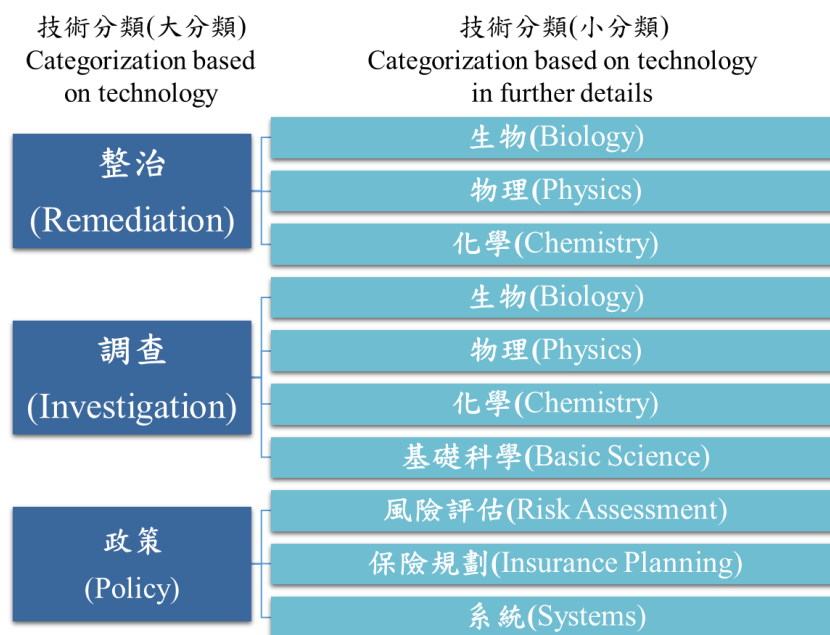 技術分類(大分類)
Categorization based
on technology
技術分類(小分類)
Categorization based on technology
in further details
整治
(Remediation)
生物(Biology)
物理(Physics)
化學(Chemistry)
調查
(Investigation)
生物(Biology)
物理(Physics)
化學(Chemistry)
基礎科學(Basic Science)
政策
(Policy)
風險評估(Risk Assessment)
保險規劃(Insurance Planning)
系統(Systems)